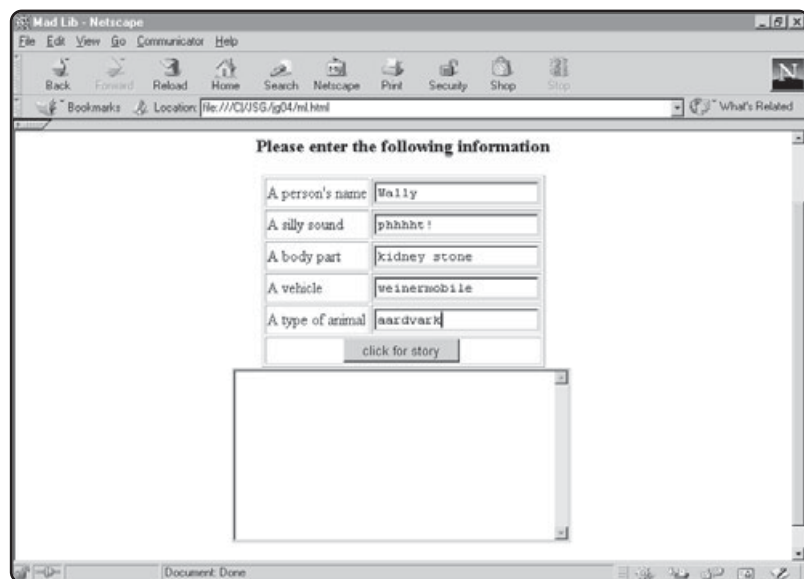 Mad Lib - Netscape
File Edit View Go Communicator Help
Back Forward Reload Home Search Netscape Print Security Shop Stop
Bookmarks Location: file:///C|/JSG/jg04/ml.html What's Related
Please enter the following information
A person's name Wally
A silly sound phhhht!
A body part kidney stone
A vehicle weinermobile
A type of animal aardvark
click for story
Document: Done